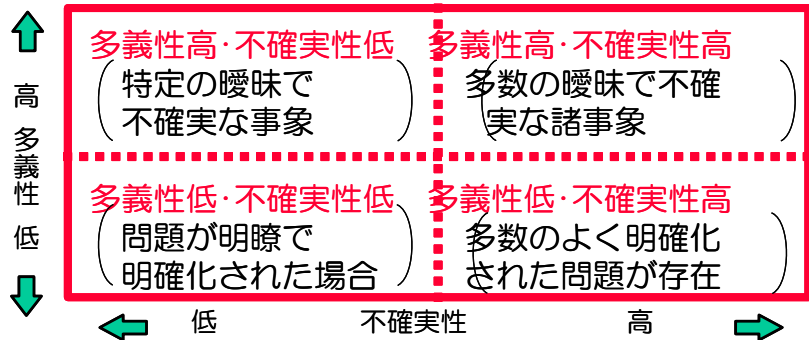 多義性高・不確実性低
特定の曖昧で
不確実な事象
多義性高・不確実性高
多数の曖昧で不確
実な諸事象
高 多義性 低
多義性低・不確実性低
問題が明瞭で
明確化された場合
多義性低・不確実性高
多数のよく明確化
された問題が存在
低 不確実性 高